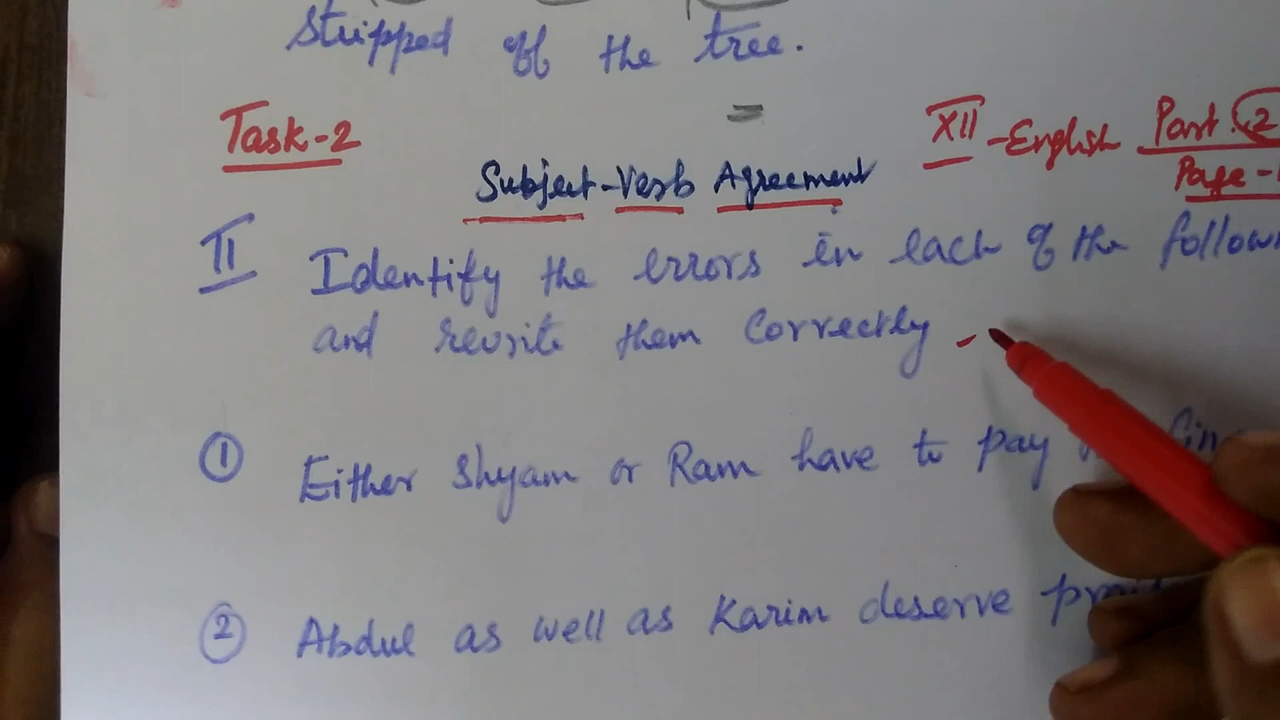 stripped off the tree.
Task-2
XII -English Part.2
Page-
Subject-Verb Agreement
II Identify the errors in each of the follow
and rewrite them correctly -
① Either Shyam or Ram have to pay
② Abdul as well as Karim deserve